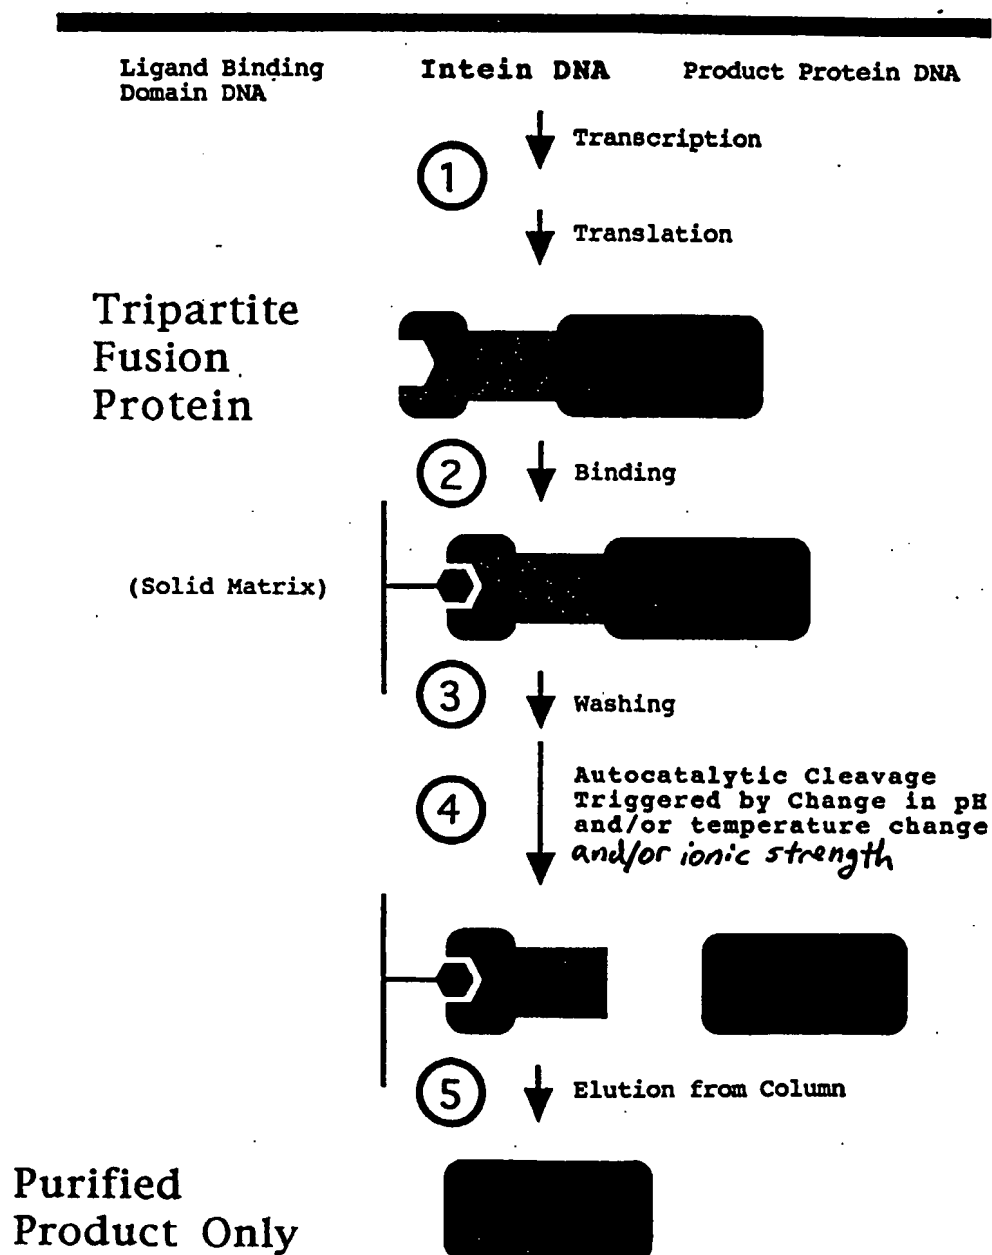 Ligand Binding
Domain DNA
Intein DNA
Product Protein DNA
Transcription
1
Translation
Tripartite
Fusion
Protein
2
Binding
(Solid Matrix)
3
Washing
4
Autocatalytic Cleavage
Triggered by Change in pH
and/or temperature change
and/or ionic strength
5
Elution from Column
Purified
Product Only